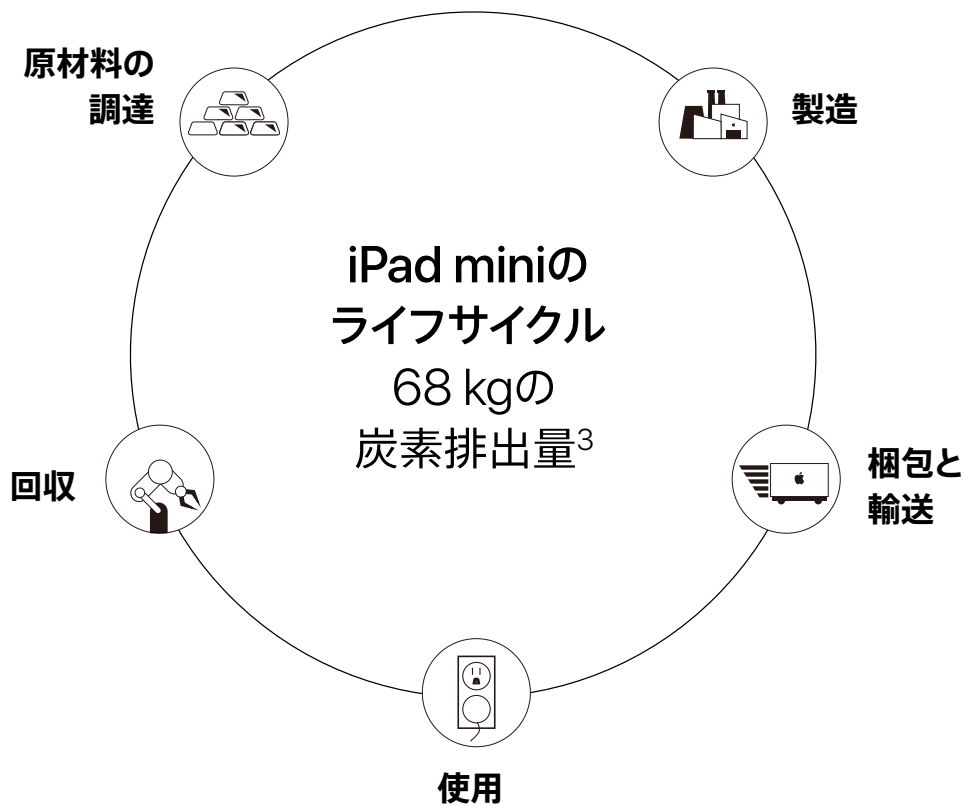 原材料の
調達
製造
iPad miniの
ライフサイクル
68 kgの
炭素排出量³
回収
梱包と
輸送
使用